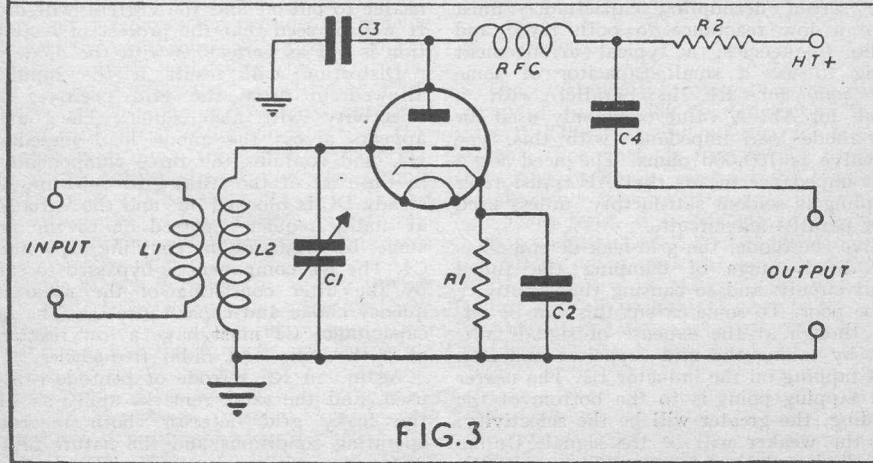 C3
RFC
R2
HT+
C4
INPUT
L1
L2
C1
R1
C2
OUTPUT
FIG.3